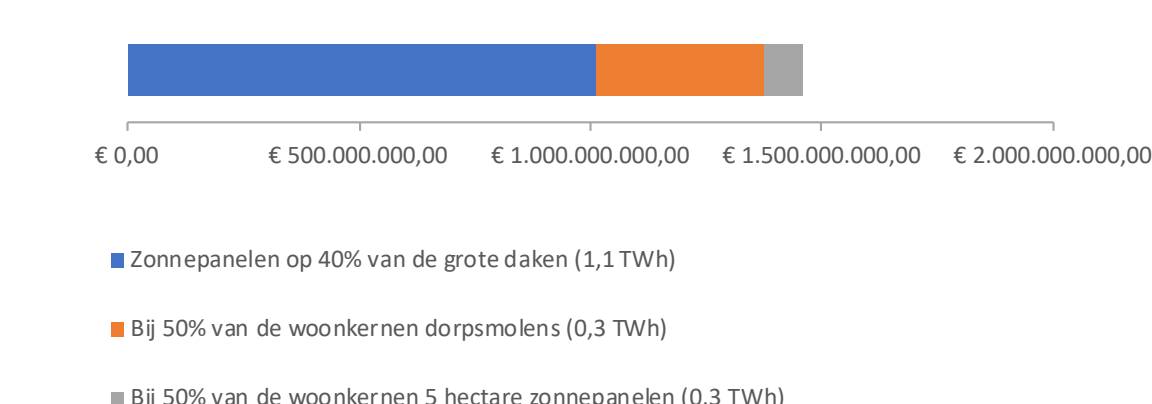 € 0,00 € 500.000.000,00 € 1.000.000.000,00 € 1.500.000.000,00 € 2.000.000.000,00
Zonnepanelen op 40% van de grote daken (1,1 TWh)
Bij 50% van de woonkernen dorpsmolens (0,3 TWh)
Bij 50% van de woonkernen 5 hectare zonnepanelen (0,3 TWh)